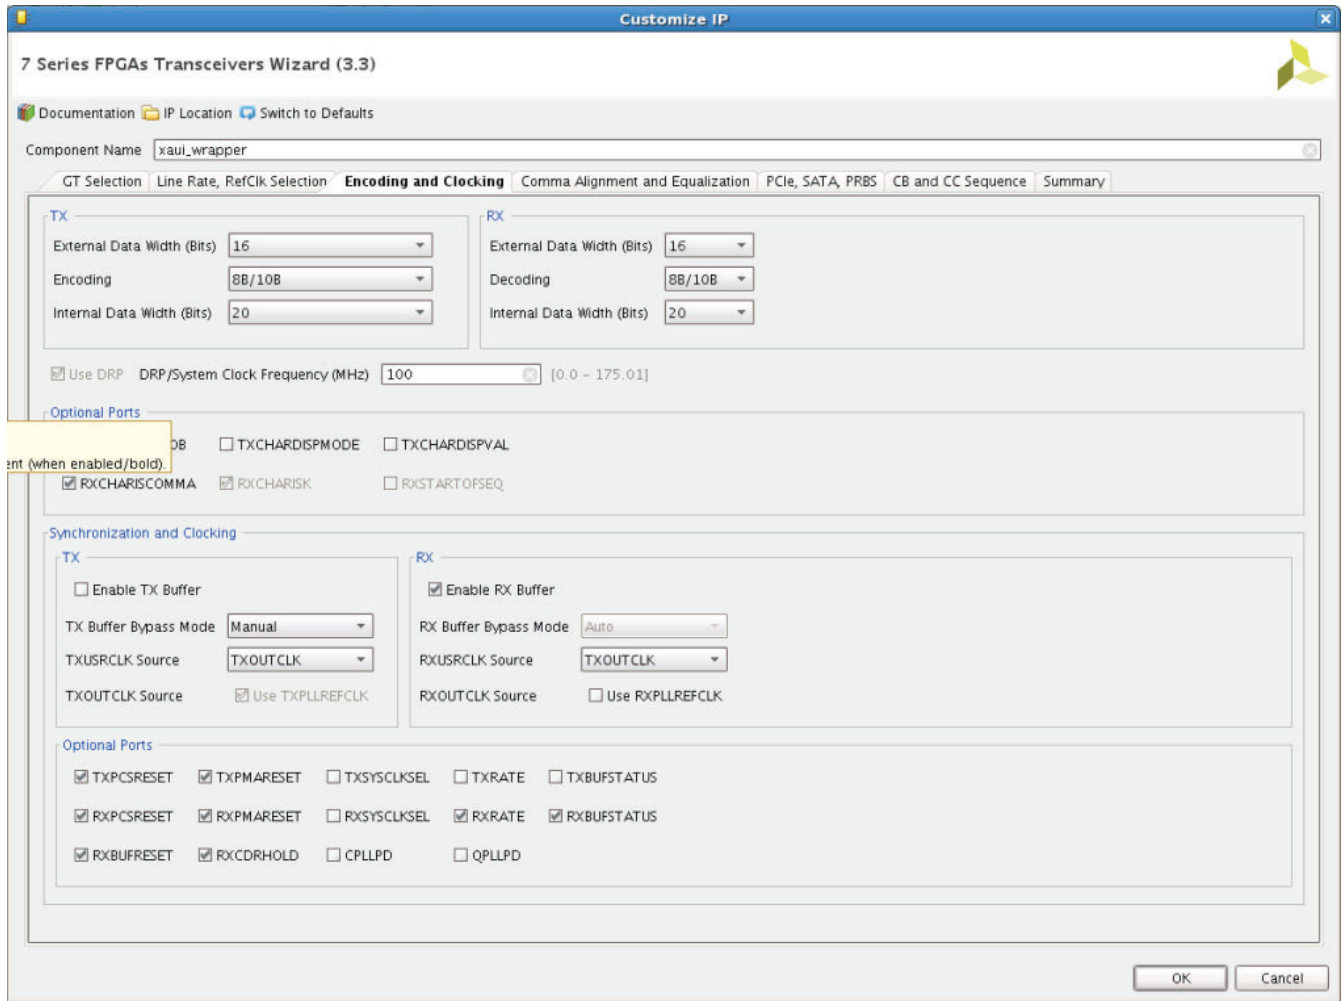 Customize IP
7 Series FPGAs Transceivers Wizard (3.3)
Documentation IP Location Switch to Defaults
Component Name xaui_wrapper
GT Selection Line Rate, RefClk Selection Encoding and Clocking Comma Alignment and Equalization PCIe, SATA, PRBS CB and CC Sequence Summary
TX RX
External Data Width (Bits) 16 External Data Width (Bits) 16
Encoding 8B/10B Decoding 8B/10B
Internal Data Width (Bits) 20 Internal Data Width (Bits) 20
Use DRP DRP/System Clock Frequency (MHz) 100 [0.0 - 175.01]
Optional Ports
OB TXCHARDISPMODE TXCHARDISPVAL
ent (when enabled/bold).
RXCHARISCOMMA RXCHARISK RXSTARTOFSEQ
Synchronization and Clocking
TX RX
Enable TX Buffer Enable RX Buffer
TX Buffer Bypass Mode Manual RX Buffer Bypass Mode Auto
TXUSRCLK Source TXOUTCLK RXUSRCLK Source TXOUTCLK
TXOUTCLK Source Use TXPLLREFCLK RXOUTCLK Source Use RXPLLREFCLK
Optional Ports
TXPCSRESET TXPMARESET TXSYSCLKSEL TXRATE TXBUFSTATUS
RXPCSRESET RXPMARESET RXSYSCLKSEL RXRATE RXBUFSTATUS
RXBUFRESET RXCDRHOLD CPLLPD QPLLPD
OK Cancel